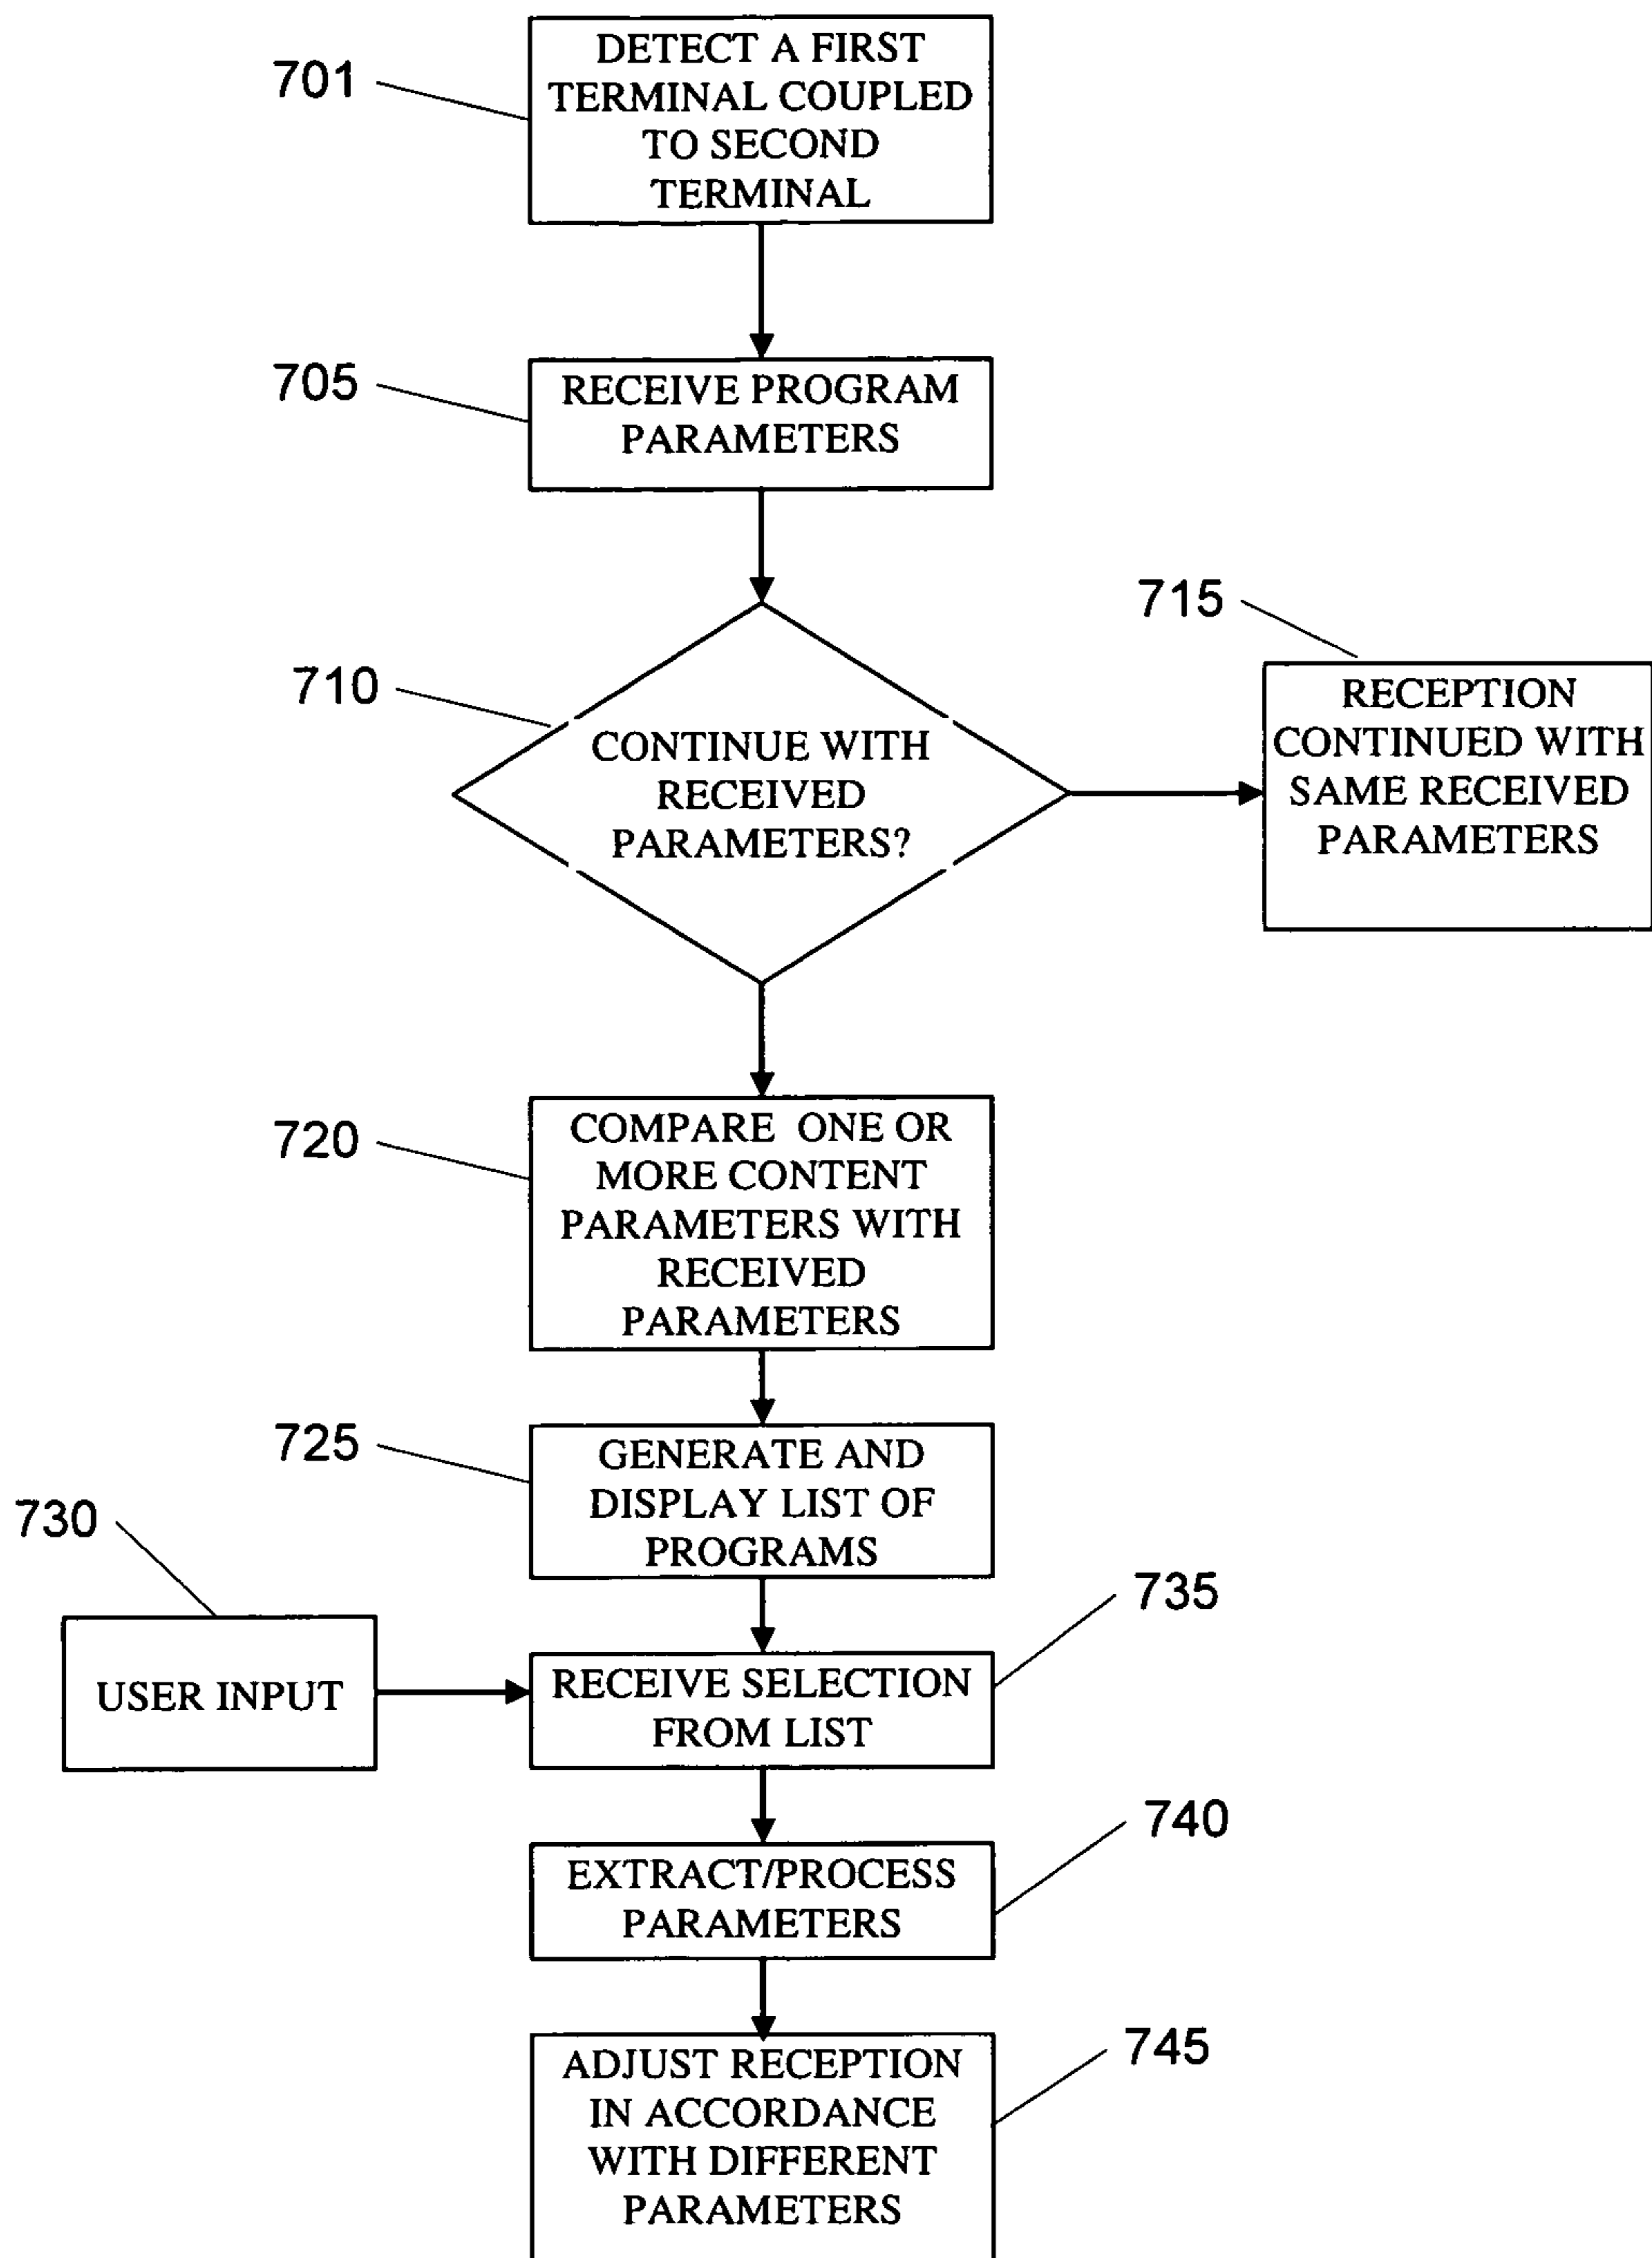 701
DETECT A FIRST
TERMINAL COUPLED
TO SECOND
TERMINAL
705
RECEIVE PROGRAM
PARAMETERS
710
CONTINUE WITH
RECEIVED
PARAMETERS?
715
RECEPTION
CONTINUED WITH
SAME RECEIVED
PARAMETERS
720
COMPARE ONE OR
MORE CONTENT
PARAMETERS WITH
RECEIVED
PARAMETERS
725
GENERATE AND
DISPLAY LIST OF
PROGRAMS
730
USER INPUT
735
RECEIVE SELECTION
FROM LIST
740
EXTRACT/PROCESS
PARAMETERS
745
ADJUST RECEPTION
IN ACCORDANCE
WITH DIFFERENT
PARAMETERS